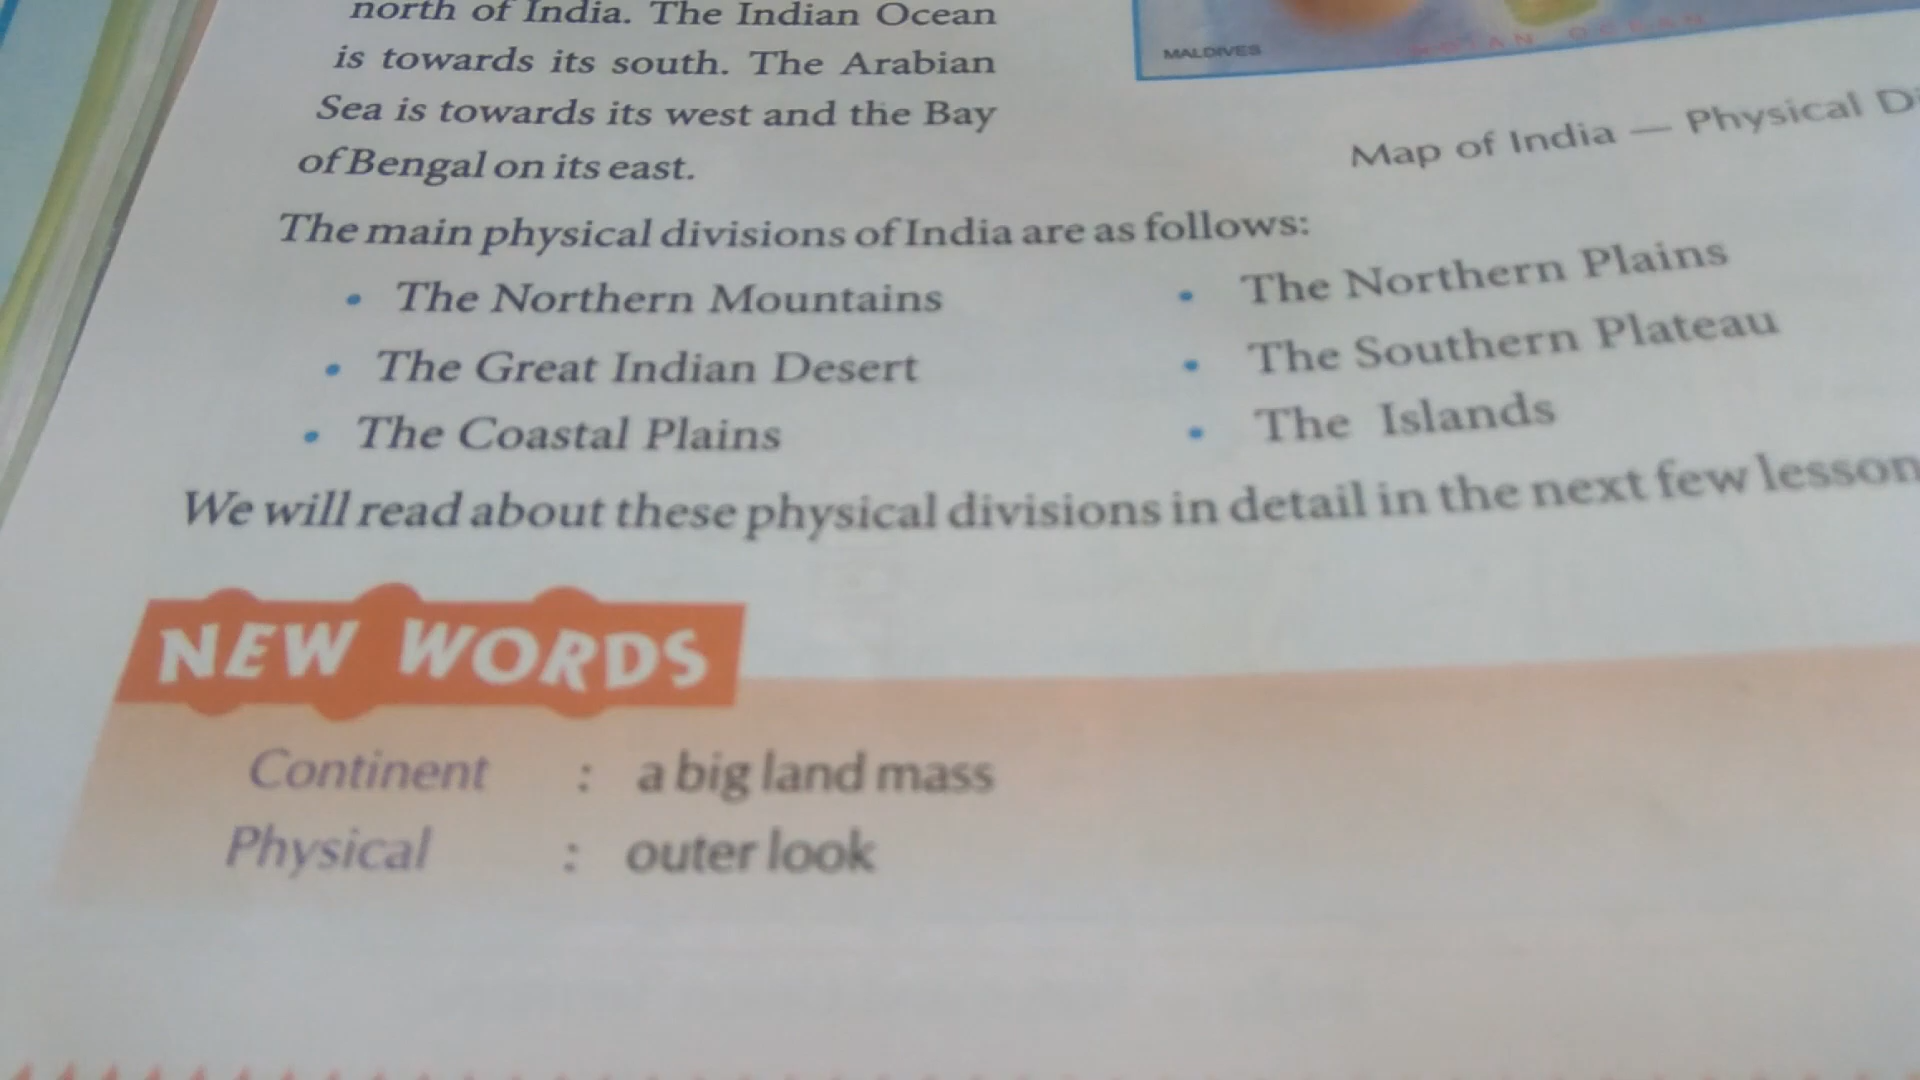 north of India. The Indian Ocean
is towards its south. The Arabian
Sea is towards its west and the Bay
of Bengal on its east.
MALDIVES
INDIAN OCEAN
Map of India — Physical
The main physical divisions of India are as follows:
• The Northern Mountains
• The Northern Plains
• The Great Indian Desert
• The Southern Plateau
• The Coastal Plains
• The Islands
We will read about these physical divisions in detail in the next few lesson
NEW WORDS
Continent : a big land mass
Physical : outer look